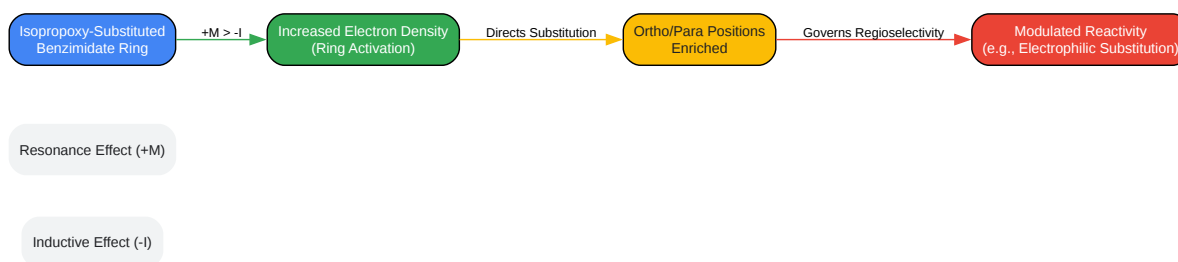 Isopropoxy-Substituted
Benzimidate Ring
+M > -I
Increased Electron Density
(Ring Activation)
Directs Substitution
Ortho/Para Positions
Enriched
Governs Regioselectivity
Modulated Reactivity
(e.g., Electrophilic Substitution)
Resonance Effect (+M)
Inductive Effect (-I)